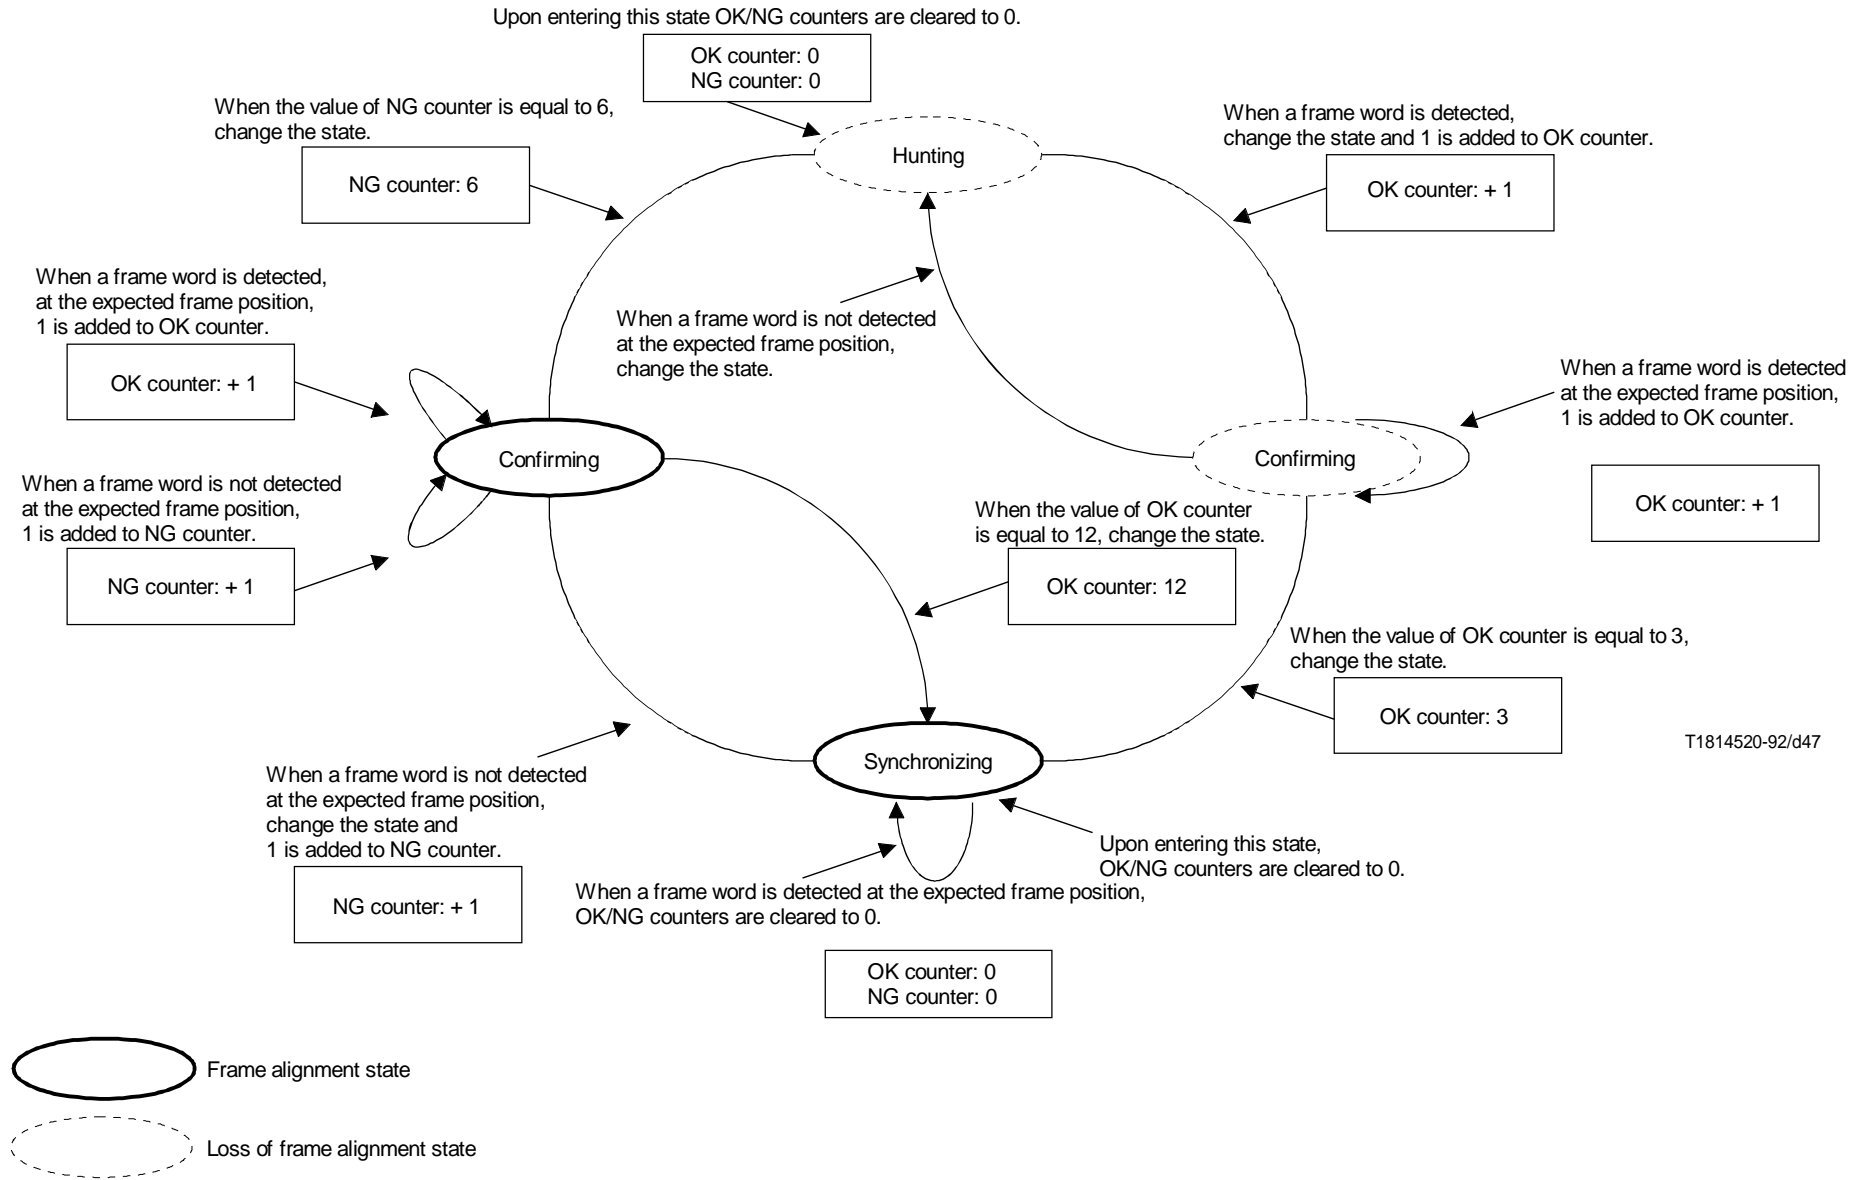 Upon entering this state OK/NG counters are cleared to 0.
OK counter: 0
NG counter: 0
When the value of NG counter is equal to 6,
change the state.
NG counter: 6
Hunting
When a frame word is detected,
change the state and 1 is added to OK counter.
OK counter: + 1
When a frame word is detected,
at the expected frame position,
1 is added to OK counter.
OK counter: + 1
When a frame word is not detected
at the expected frame position,
change the state.
When a frame word is detected
at the expected frame position,
1 is added to OK counter.
OK counter: + 1
Confirming
Confirming
When a frame word is not detected
at the expected frame position,
1 is added to NG counter.
NG counter: + 1
When the value of OK counter
is equal to 12, change the state.
OK counter: 12
When the value of OK counter is equal to 3,
change the state.
OK counter: 3
T1814520-92/d47
Synchronizing
When a frame word is not detected
at the expected frame position,
change the state and
1 is added to NG counter.
NG counter: + 1
Upon entering this state,
OK/NG counters are cleared to 0.
When a frame word is detected at the expected frame position,
OK/NG counters are cleared to 0.
OK counter: 0
NG counter: 0
Frame alignment state
Loss of frame alignment state